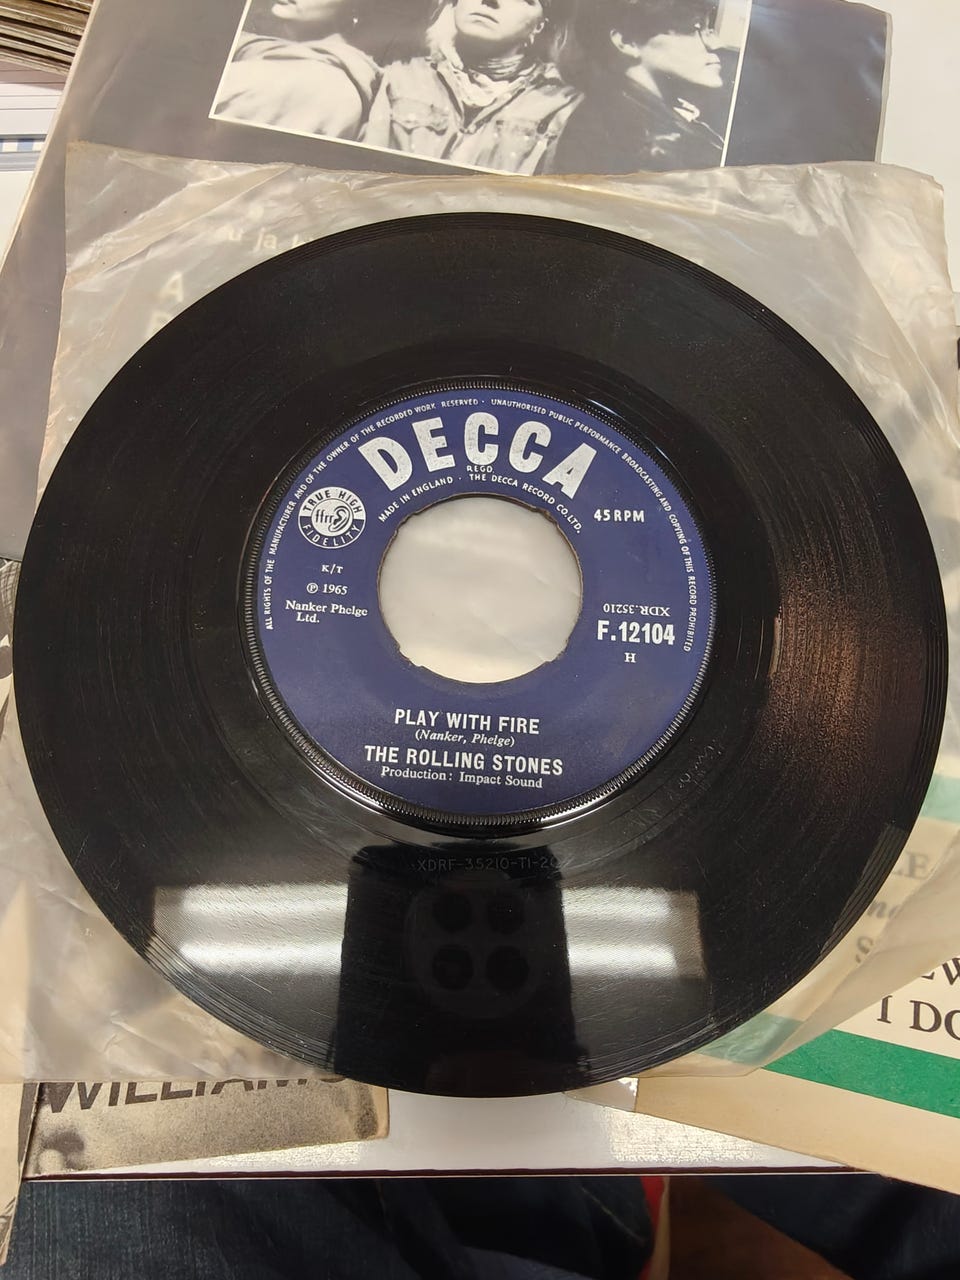 ALL RIGHTS OF THE MANUFACTURER AND OF THE OWNER OF THE RECORDED WORK RESERVED · UNAUTHORISED PUBLIC PERFORMANCE BROADCASTING AND COPYING OF THIS RECORD PROHIBITED
DECCA
REGD.
MADE IN ENGLAND · THE DECCA RECORD CO. LTD.
TRUE HIGH
ffrr
FIDELITY
45 RPM
K/T
℗ 1965
Nanker Phelge
Ltd.
XDR.35210
F.12104
H
PLAY WITH FIRE
(Nanker, Phelge)
THE ROLLING STONES
Production: Impact Sound
XDRF-35210-T1-2C
I DO
WILLIAMS